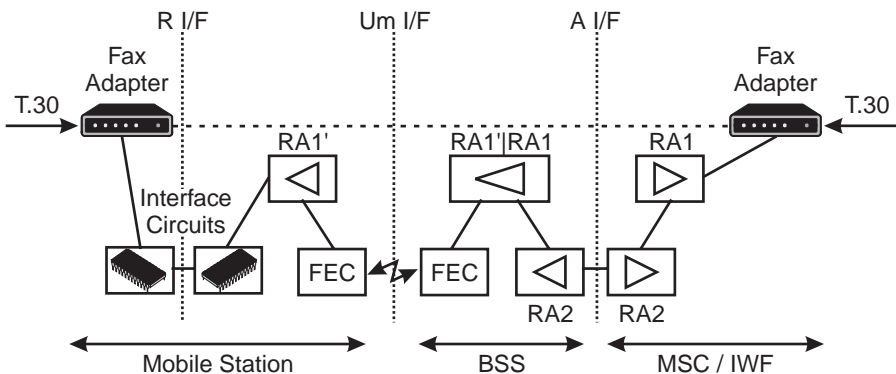 R I/F
Um I/F
A I/F
Fax
Adapter
Fax
Adapter
T.30
T.30
RA1'
RA1'|RA1
RA1
Interface
Circuits
FEC
FEC
RA2
RA2
Mobile Station
BSS
MSC / IWF